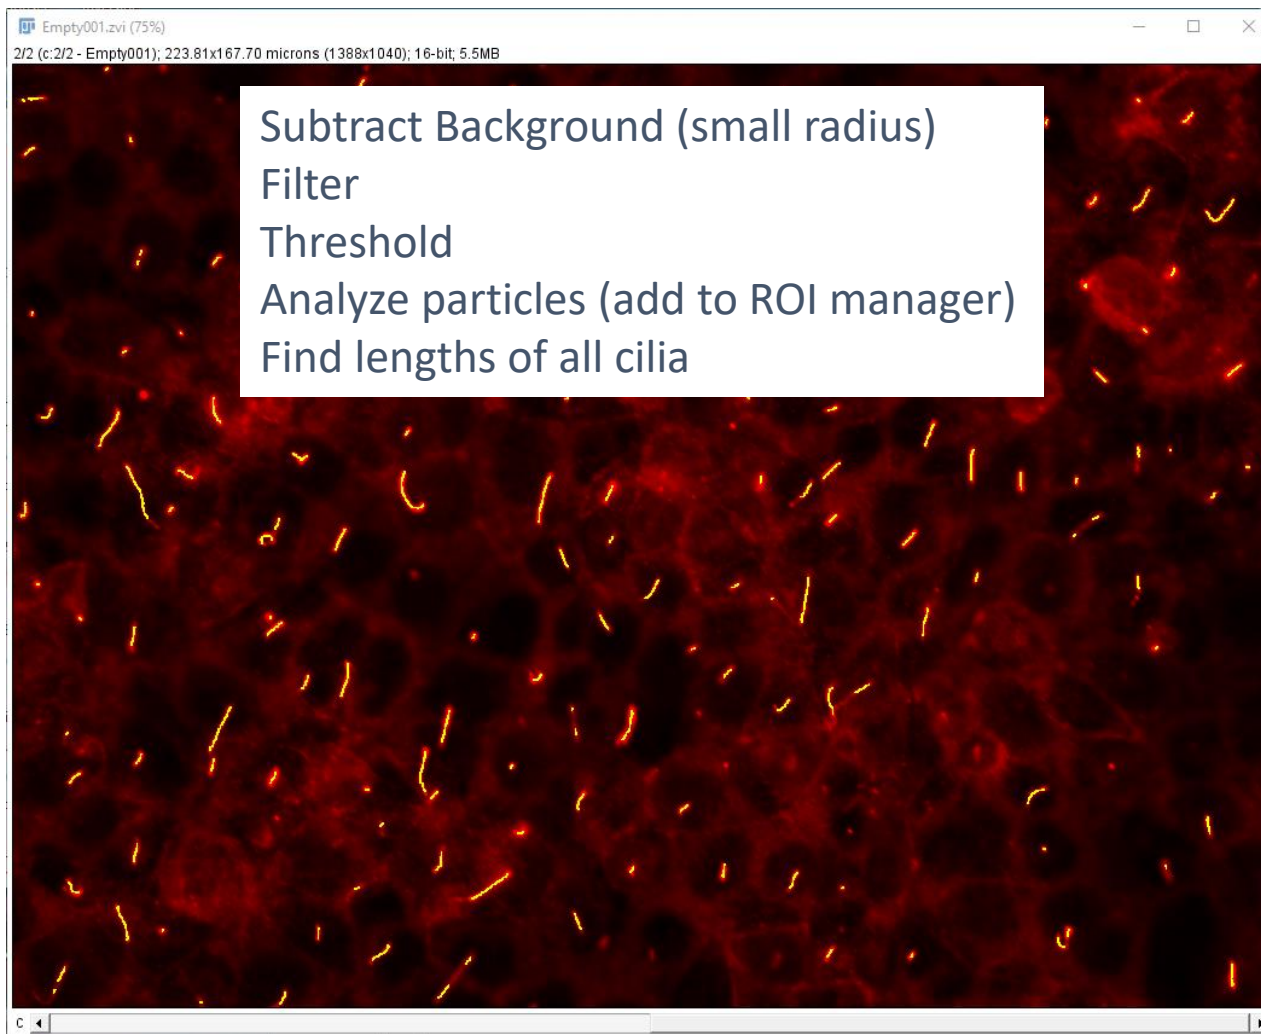 Empty001.zvi (75%)
2/2 (c:2/2 - Empty001); 223.81x167.70 microns (1388x1040); 16-bit; 5.5MB
Subtract Background (small radius)
Filter
Threshold
Analyze particles (add to ROI manager)
Find lengths of all cilia
c